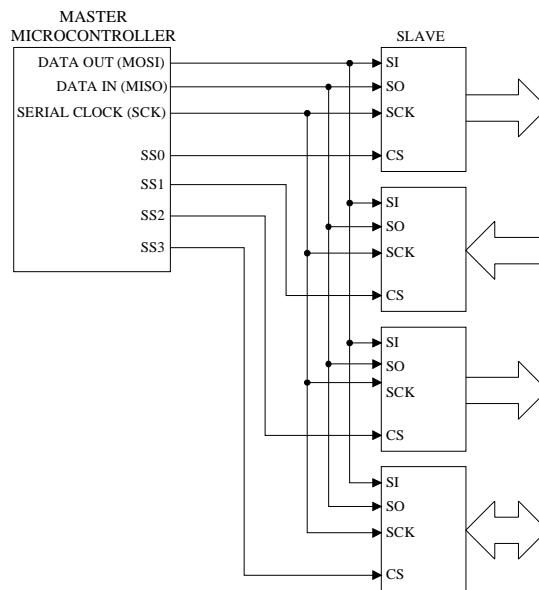 MASTER
MICROCONTROLLER
DATA OUT (MOSI)
DATA IN (MISO)
SERIAL CLOCK (SCK)
SS0
SS1
SS2
SS3
SLAVE
SI
SO
SCK
CS
SI
SO
SCK
CS
SI
SO
SCK
CS
SI
SO
SCK
CS